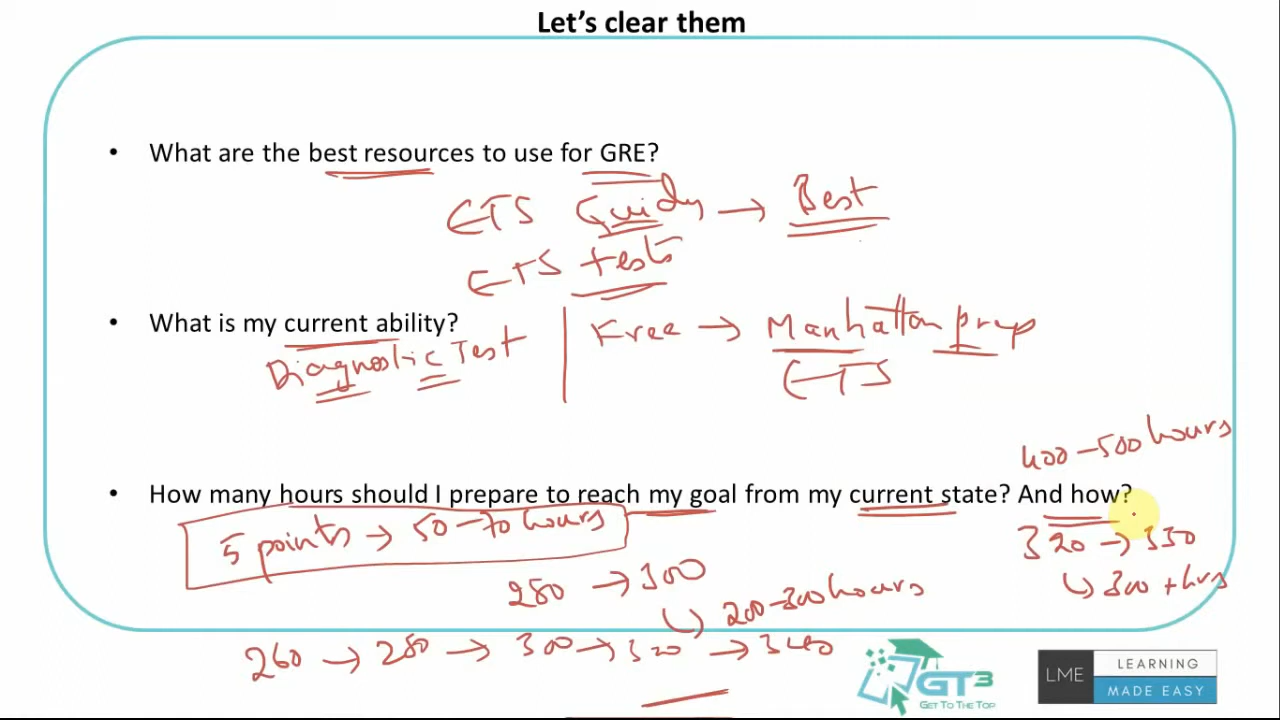 Let's clear them
• What are the best resources to use for GRE?
ETS Guide → Best
ETS tests
• What is my current ability?
Diagnostic Test
Free → Manhattan prep
ETS
400-500 hours
• How many hours should I prepare to reach my goal from my current state? And how?
5 points → 50-70 hours
320 → 330
300 + hrs
280 → 300
200-300 hours
260 → 280 → 300 → 320 → 340
GT3
GET TO THE TOP
LME
LEARNING
MADE EASY